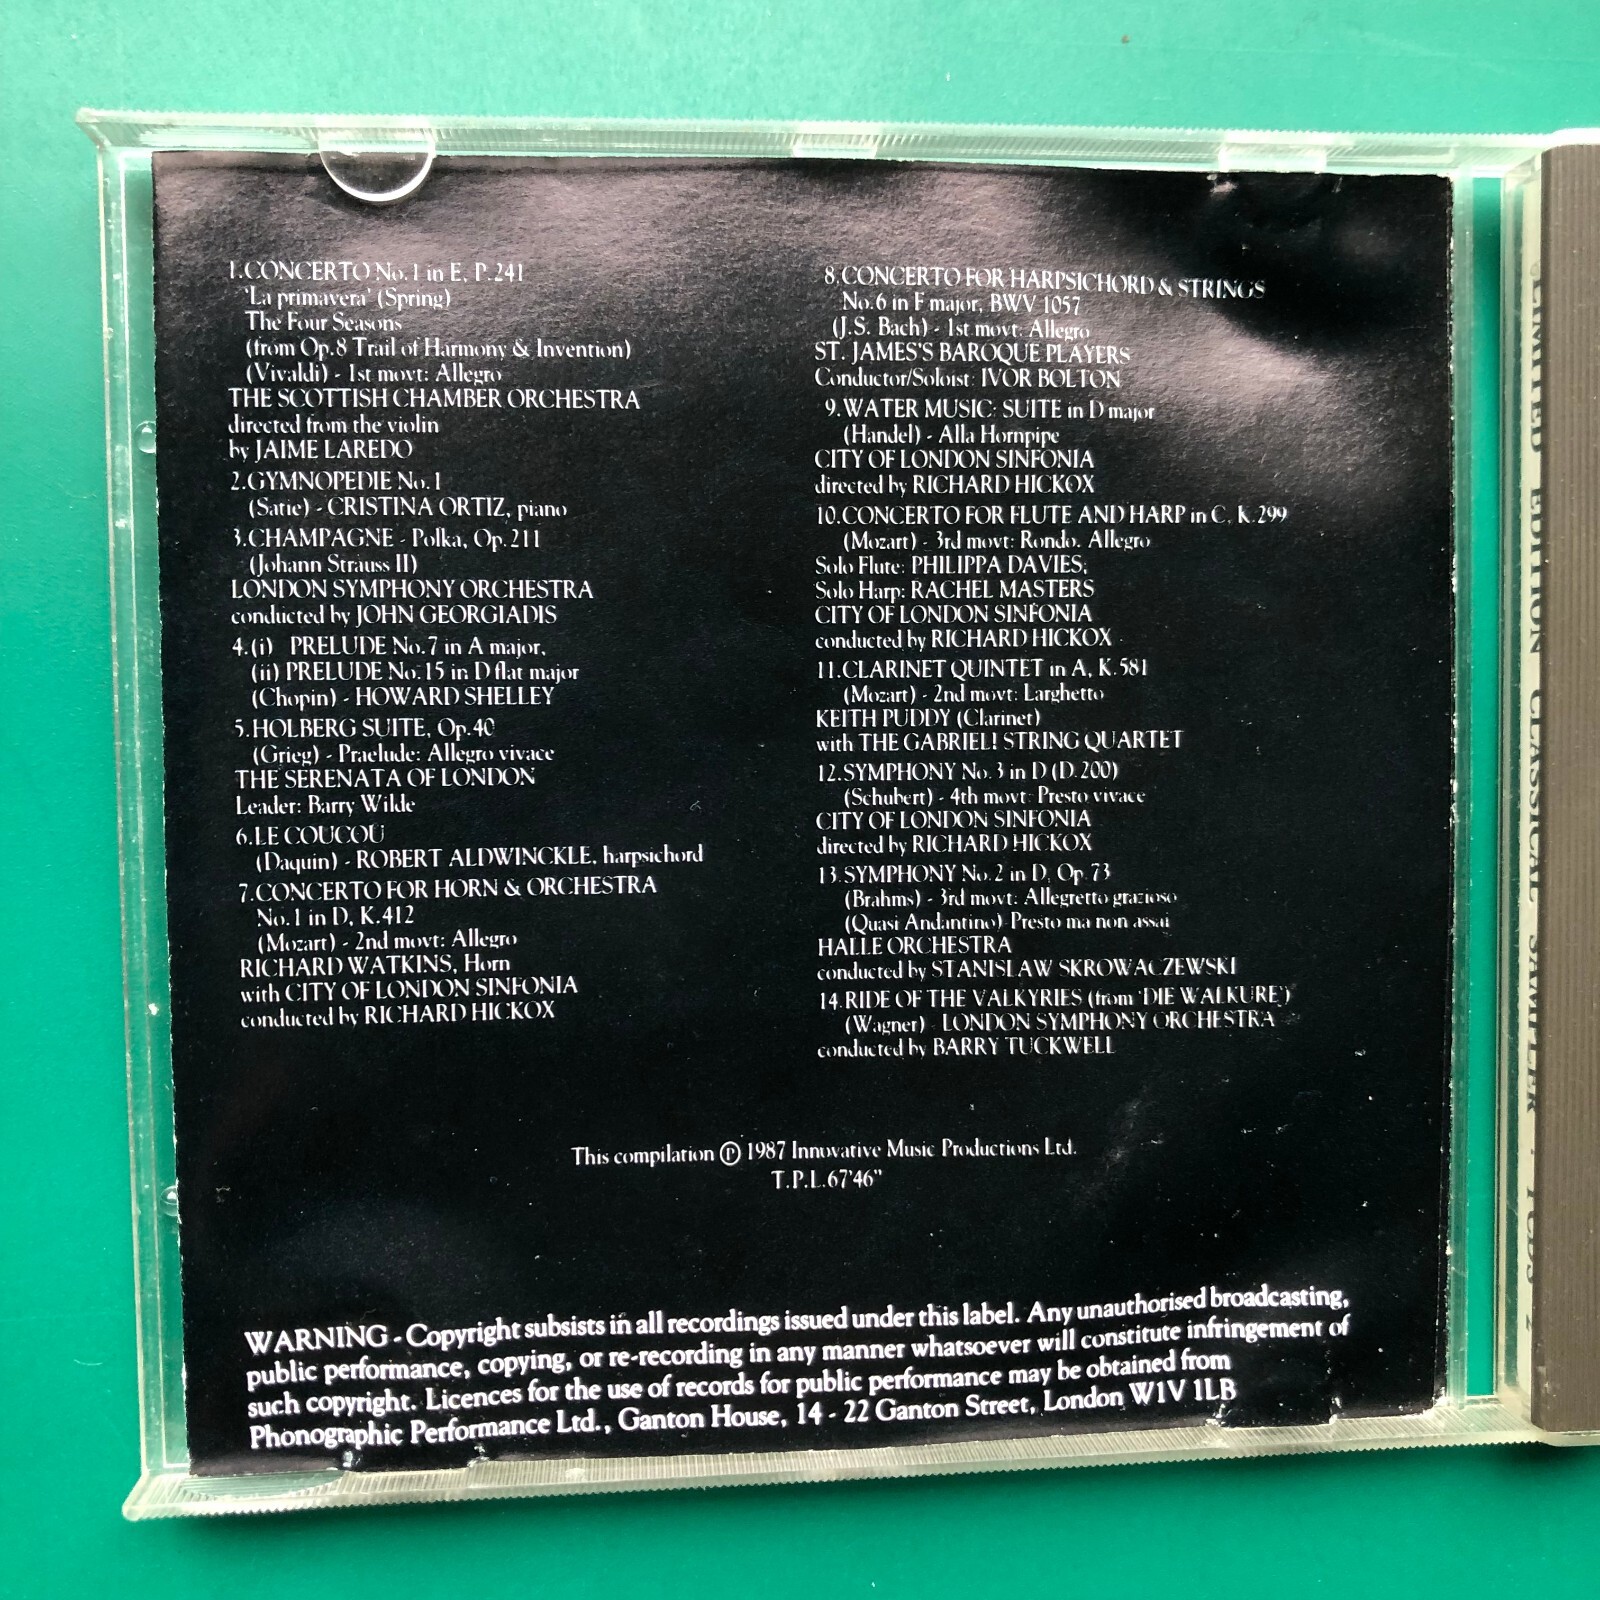 1. CONCERTO No. 1 in E, P. 241
'La primavera' (Spring)
The Four Seasons
(from Op. 8 Trail of Harmony & Invention)
(Vivaldi) - 1st movt: Allegro
THE SCOTTISH CHAMBER ORCHESTRA
directed from the violin
by JAIME LAREDO
2. GYMNOPEDIE No. 1
(Satie) - CRISTINA ORTIZ, piano
3. CHAMPAGNE - Polka, Op. 211
(Johann Strauss II)
LONDON SYMPHONY ORCHESTRA
conducted by JOHN GEORGIADIS
4. (i) PRELUDE No. 7 in A major,
(ii) PRELUDE No. 15 in D flat major
(Chopin) - HOWARD SHELLEY
5. HOLBERG SUITE, Op. 40
(Grieg) - Praelude: Allegro vivace
THE SERENATA OF LONDON
Leader: Barry Wilde
6. LE COUCOU
(Daquin) - ROBERT ALDWINCKLE, harpsichord
7. CONCERTO FOR HORN & ORCHESTRA
No. 1 in D, K. 412
(Mozart) - 2nd movt: Allegro
RICHARD WATKINS, Horn
with CITY OF LONDON SINFONIA
conducted by RICHARD HICKOX
8. CONCERTO FOR HARPSICHORD & STRINGS
No. 6 in F major, BWV 1057
(J.S. Bach) - 1st movt: Allegro
ST. JAMES'S BAROQUE PLAYERS
Conductor/Soloist: IVOR BOLTON
9. WATER MUSIC: SUITE in D major
(Handel) - Alla Hornpipe
CITY OF LONDON SINFONIA
directed by RICHARD HICKOX
10. CONCERTO FOR FLUTE AND HARP in C, K. 299
(Mozart) - 3rd movt: Rondo. Allegro
Solo Flute: PHILIPPA DAVIES,
Solo Harp: RACHEL MASTERS
CITY OF LONDON SINFONIA
conducted by RICHARD HICKOX
11. CLARINET QUINTET in A, K. 581
(Mozart) - 2nd movt: Larghetto
KEITH PUDDY (Clarinet)
with THE GABRIELI STRING QUARTET
12. SYMPHONY No. 3 in D (D. 200)
(Schubert) - 4th movt: Presto vivace
CITY OF LONDON SINFONIA
directed by RICHARD HICKOX
13. SYMPHONY No. 2 in D, Op. 73
(Brahms) - 3rd movt: Allegretto grazioso
(Quasi Andantino) Presto ma non assai
HALLE ORCHESTRA
conducted by STANISLAW SKROWACZEWSKI
14. RIDE OF THE VALKYRIES (from 'DIE WALKURE')
(Wagner) - LONDON SYMPHONY ORCHESTRA
conducted by BARRY TUCKWELL
This compilation ℗ 1987 Innovative Music Productions Ltd.
T.P.L. 67'46"
WARNING - Copyright subsists in all recordings issued under this label. Any unauthorised broadcasting,
public performance, copying, or re-recording in any manner whatsoever will constitute infringement of
such copyright. Licences for the use of records for public performance may be obtained from
Phonographic Performance Ltd., Ganton House, 14 - 22 Ganton Street, London W1V 1LB
LIMITED EDITION CLASSICAL SAMPLER